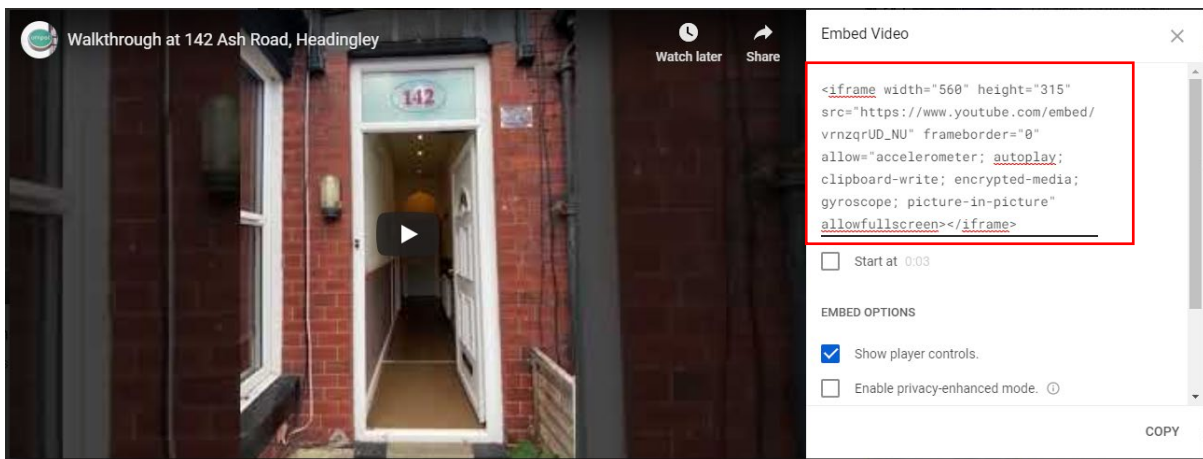 Walkthrough at 142 Ash Road, Headingley
Watch later
Share
142
Embed Video
<iframe width="560" height="315"
src="https://www.youtube.com/embed/
vrnzqrUD_NU" frameborder="0"
allow="accelerometer; autoplay;
clipboard-write; encrypted-media;
gyroscope; picture-in-picture"
allowfullscreen></iframe>
Start at 0:03
EMBED OPTIONS
Show player controls.
Enable privacy-enhanced mode.
COPY